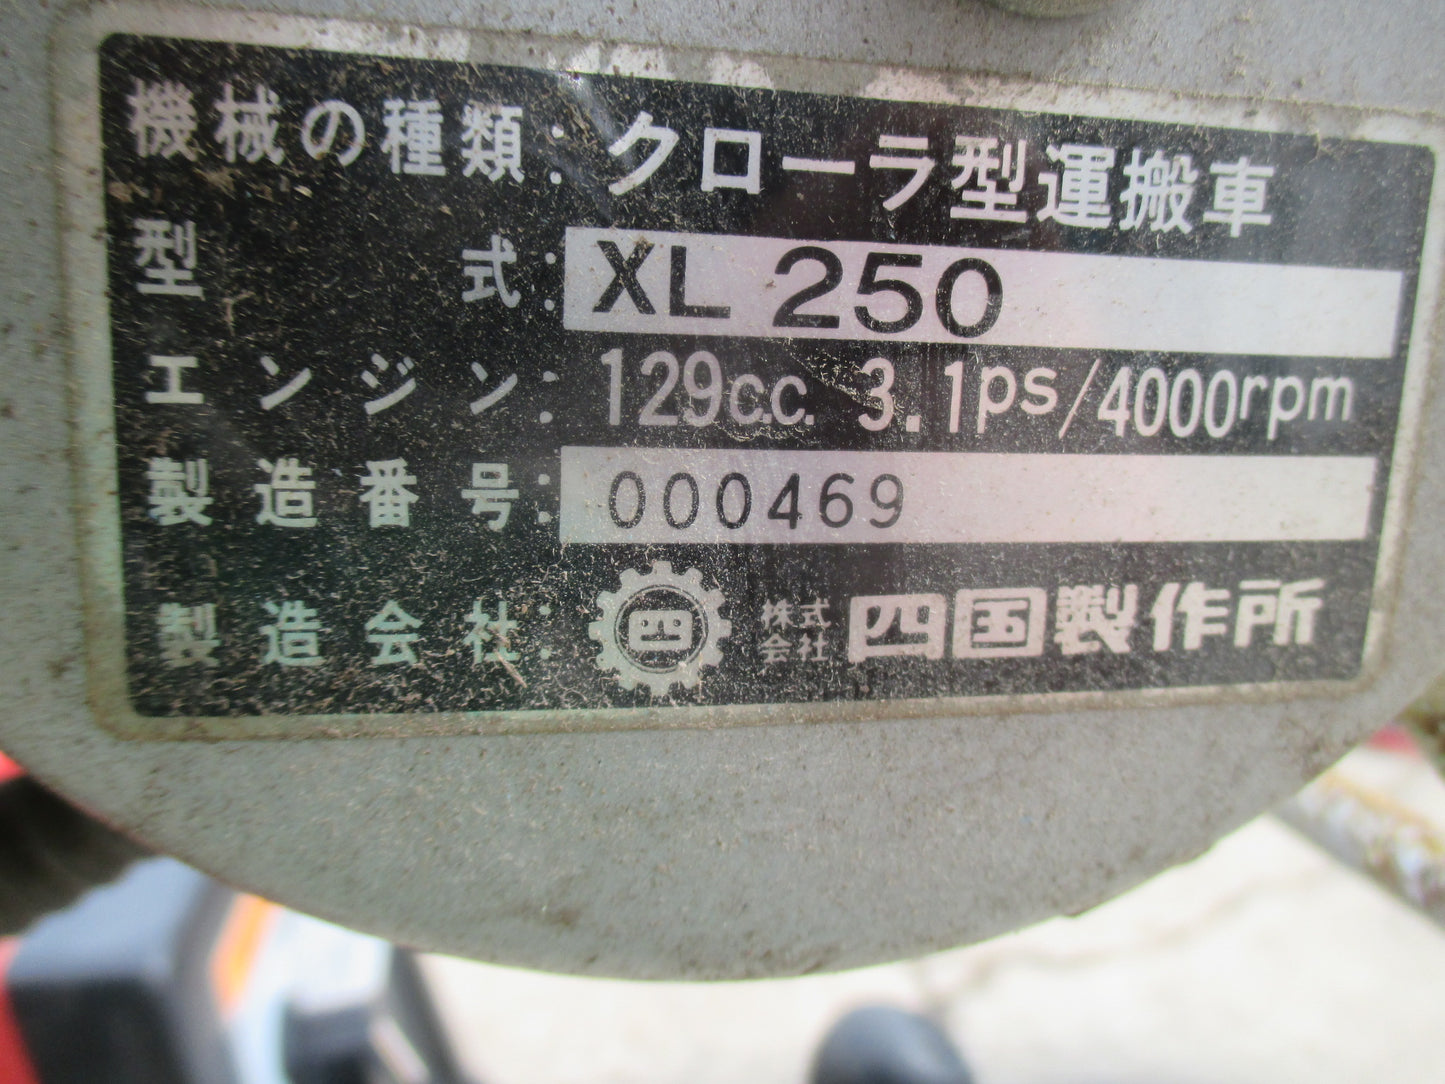 機械の種類:クローラ型運搬車
型式:XL 250
エンジン:129c.c. 3.1ps/4000rpm
製造番号:000469
製造会社:四 株式会社 四国製作所